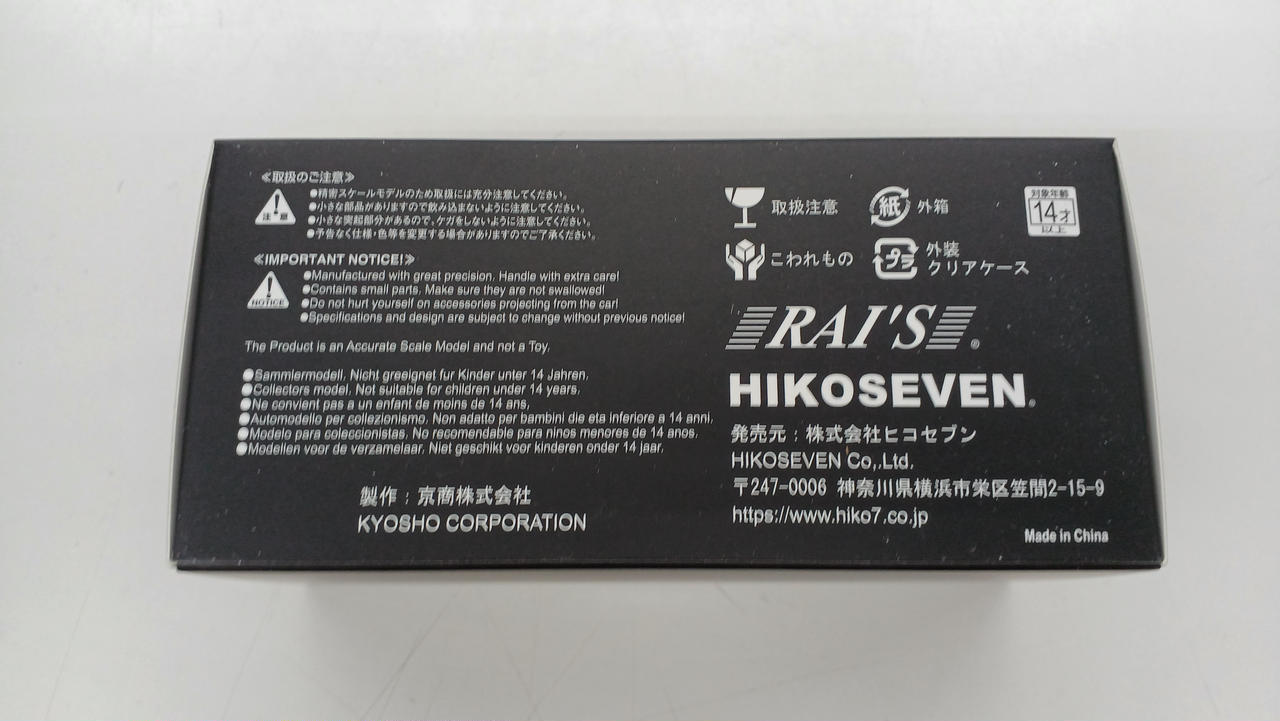 ≪取扱のご注意≫
注意
●精密スケールモデルのため取扱には充分注意してください。
●小さな部品がありますので飲み込まないように注意してください。
●小さな突起部分があるので、ケガをしないように注意してください。
●予告なく仕様・色等を変更する場合がありますのでご了承ください。
≪IMPORTANT NOTICE!≫
NOTICE
●Manufactured with great precision. Handle with extra care!
●Contains small parts. Make sure they are not swallowed!
●Do not hurt yourself on accessories projecting from the car!
●Specifications and design are subject to change without previous notice!
The Product is an Accurate Scale Model and not a Toy.
●Sammlermodell. Nicht greeignet fur Kinder unter 14 Jahren.
●Collectors model. Not suitable for children under 14 years.
●Ne convient pas a un enfant de moins de 14 ans.
●Automodello per collezionismo. Non adatto per bambini die eta inferiore a 14 anni.
●Modelo para coleccionistas. No recomendable para ninos menores de 14 anos.
●Modellen voor de verzamelaar. Niet geschikt voor kinderen onder 14 jaar.
製作：京商株式会社
KYOSHO CORPORATION
取扱注意
紙 外箱
対象年齢
14才
以上
こわれもの
プラ 外装
クリアケース
RAI'S®
HIKOSEVEN®
発売元：株式会社ヒコセブン
HIKOSEVEN Co,.Ltd.
〒247-0006 神奈川県横浜市栄区笠間2-15-9
https://www.hiko7.co.jp
Made in China